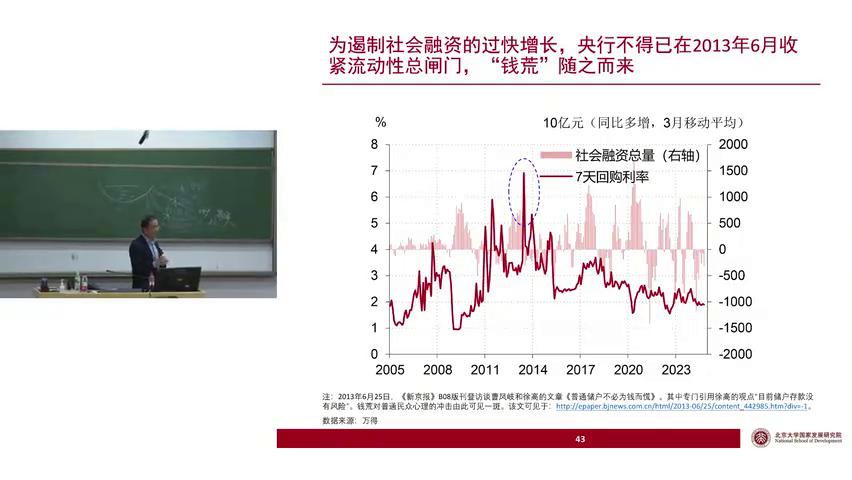 为遏制社会融资的过快增长，央行不得已在2013年6月收
紧流动性总闸门，“钱荒”随之而来
%
10亿元（同比多增，3月移动平均）
社会融资总量（右轴）
7天回购利率
8
7
6
5
4
3
2
1
0
2000
1500
1000
500
0
-500
-1000
-1500
-2000
2005
2008
2011
2014
2017
2020
2023
注：2013年6月25日，《新京报》B08版刊登访谈曹凤岐和徐高的文章《普通储户不必为钱而慌》。其中专门引用徐高的观点“目前储户存款没
有风险”。钱荒对普通民众心理的冲击由此可见一斑。该文可见于：http://epaper.bjnews.com.cn/html/2013-06/25/content_442985.htm?div=-1。
数据来源：万得
43
北京大学国家发展研究院
National School of Development